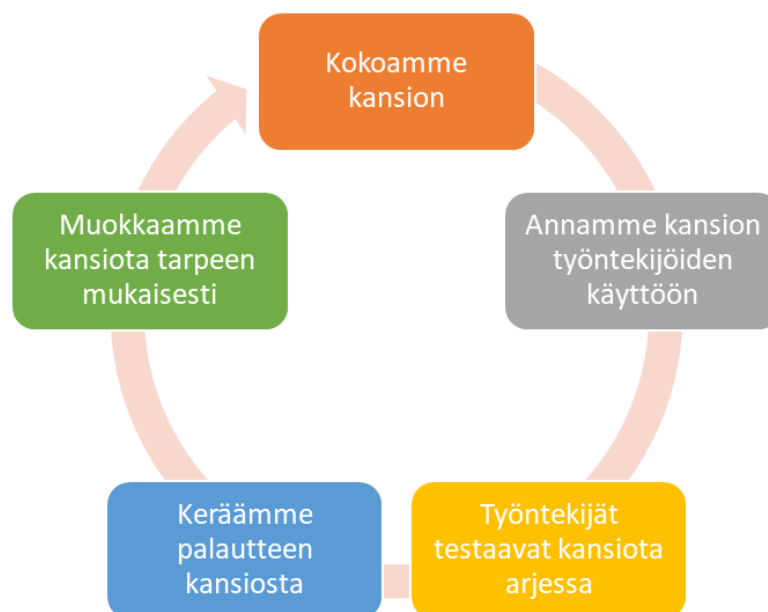 Kokoamme
kansion
Annamme kansion
työntekijöiden
käyttöön
Työntekijät
testaavat kansiota
arjessa
Keräämme
palautteen
kansiosta
Muokkaamme
kansiota tarpeen
mukaisesti